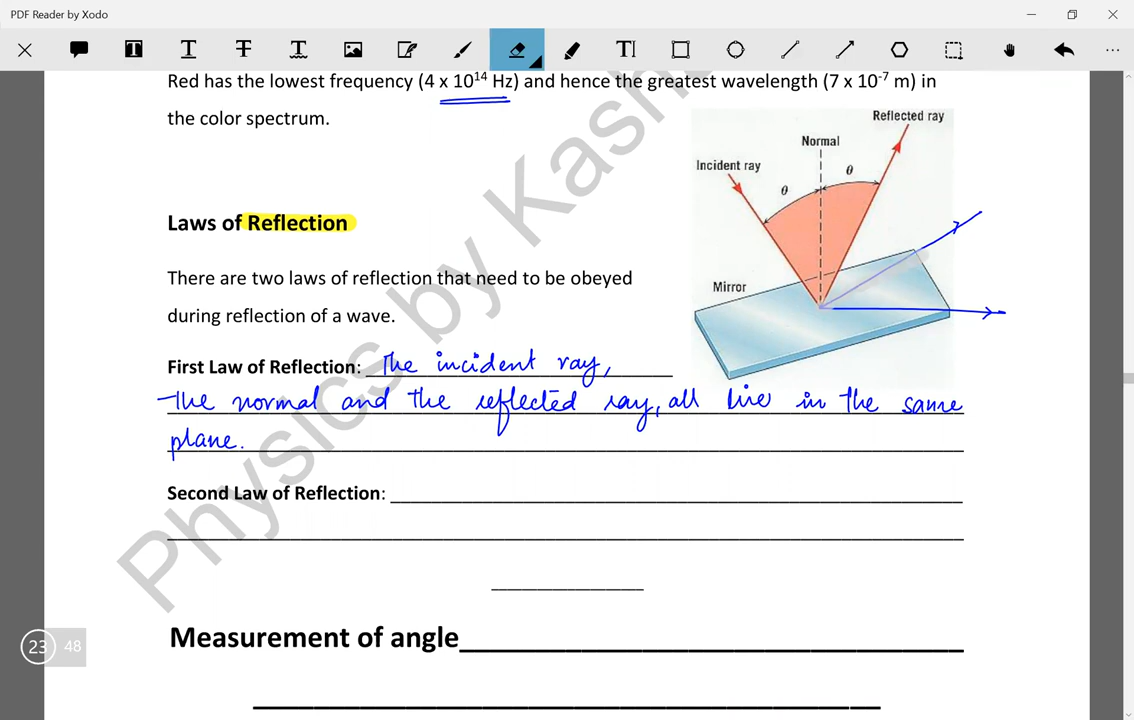 PDF Reader by Xodo
Red has the lowest frequency (4 x 10¹⁴ Hz) and hence the greatest wavelength (7 x 10⁻⁷ m) in
the color spectrum.
Reflected ray
Normal
Incident ray
θ
θ
Mirror
Laws of Reflection
There are two laws of reflection that need to be obeyed
during reflection of a wave.
First Law of Reflection: The incident ray,
The normal and the reflected ray, all live in the same
plane.
Second Law of Reflection:
Measurement of angle
23 48
Physics by Kash